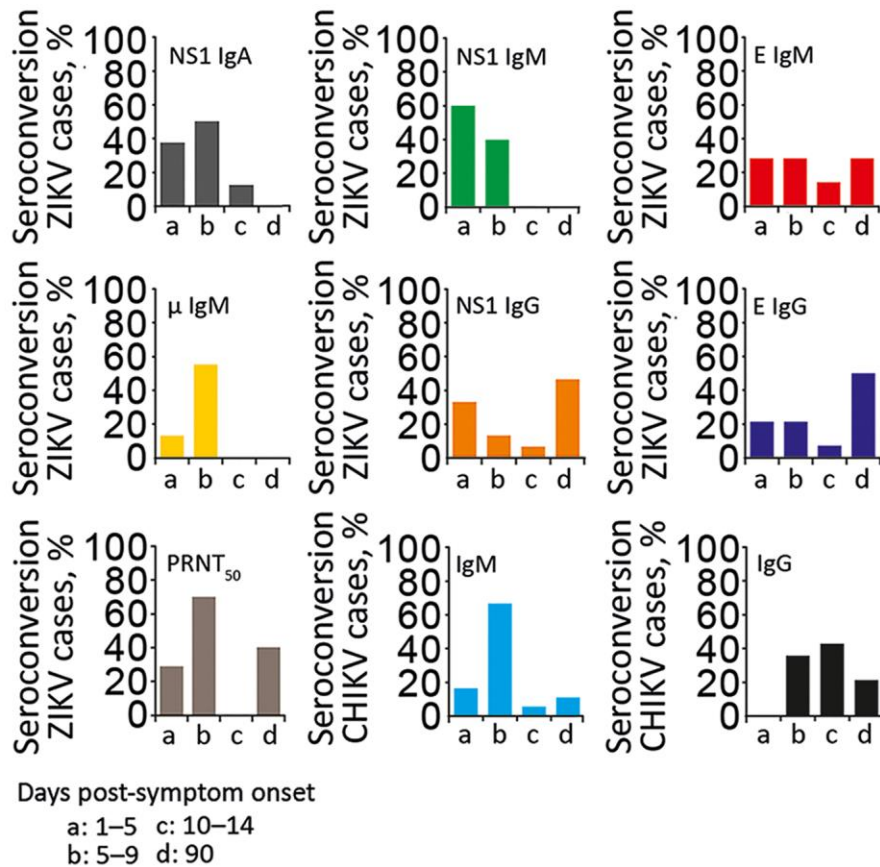 Seroconversion
ZIKV cases, %
100
80
60
40
20
0
NS1 IgA
a b c d
Seroconversion
ZIKV cases, %
100
80
60
40
20
0
NS1 IgM
a b c d
Seroconversion
ZIKV cases, %
100
80
60
40
20
0
E IgM
a b c d
Seroconversion
ZIKV cases, %
100
80
60
40
20
0
µ IgM
a b c d
Seroconversion
ZIKV cases, %
100
80
60
40
20
0
NS1 IgG
a b c d
Seroconversion
ZIKV cases, %
100
80
60
40
20
0
E IgG
a b c d
Seroconversion
ZIKV cases, %
100
80
60
40
20
0
PRNT50
a b c d
Seroconversion
CHIKV cases, %
100
80
60
40
20
0
IgM
a b c d
Seroconversion
CHIKV cases, %
100
80
60
40
20
0
IgG
a b c d
Days post-symptom onset
a: 1–5 c: 10–14
b: 5–9 d: 90